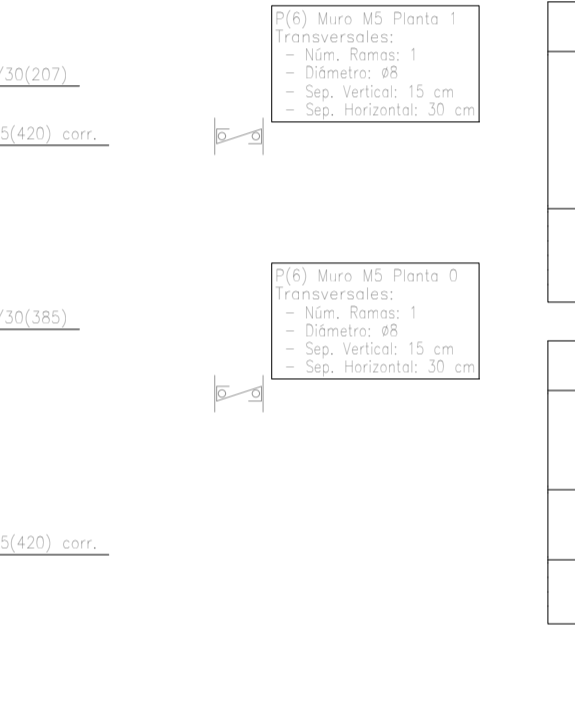 P(6) Muro M5 Planta 1
Transversales:
- Núm. Ramas: 1
- Diámetro: ø8
- Sep. Vertical: 15 cm
- Sep. Horizontal: 30 cm
/30(207)
5(420) corr.
P(6) Muro M5 Planta 0
Transversales:
- Núm. Ramas: 1
- Diámetro: ø8
- Sep. Vertical: 15 cm
- Sep. Horizontal: 30 cm
/30(385)
5(420) corr.